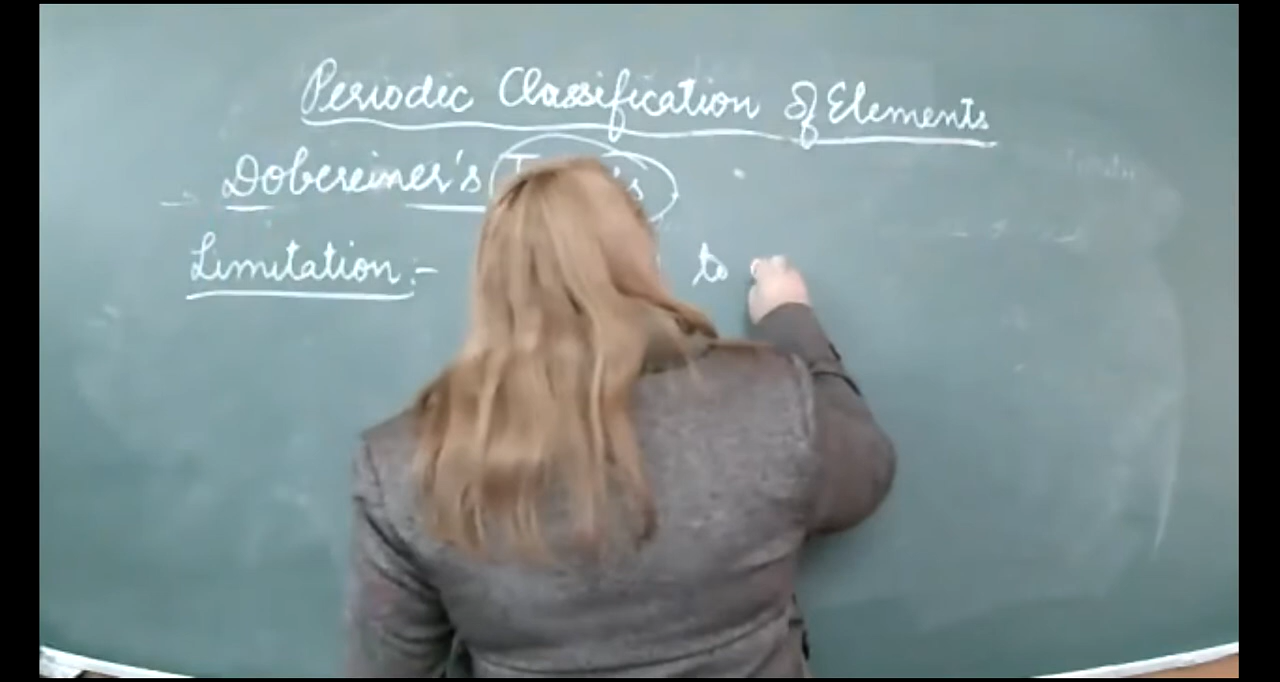 Periodic Classification of Elements
Dobereiner's
Limitation :- to